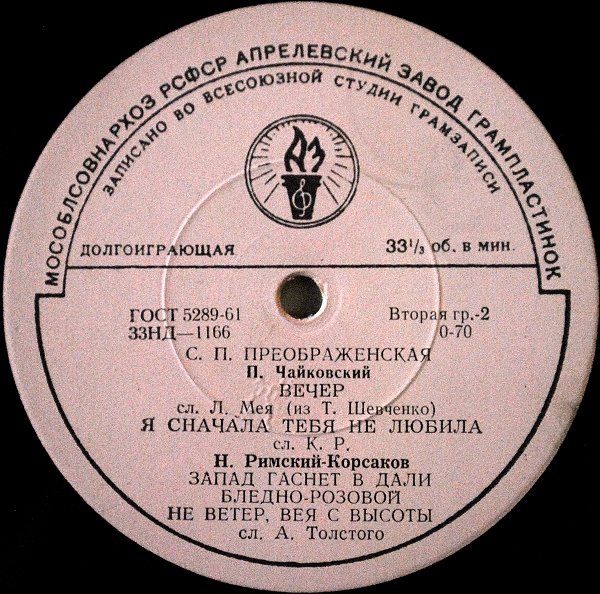 МОСОБЛСОВНАРХОЗ РСФСР АПРЕЛЕВСКИЙ ЗАВОД ГРАМПЛАСТИНОК
ЗАПИСАНО ВО ВСЕСОЮЗНОЙ СТУДИИ ГРАМЗАПИСИ
АЗ
ДОЛГОИГРАЮЩАЯ 33⅓ об. в мин.
ГОСТ 5289-61 Вторая гр.-2
33НД—1166 0-70
С. П. ПРЕОБРАЖЕНСКАЯ
П. Чайковский
ВЕЧЕР
сл. Л. Мея (из Т. Шевченко)
Я СНАЧАЛА ТЕБЯ НЕ ЛЮБИЛА
сл. К. Р.
Н. Римский-Корсаков
ЗАПАД ГАСНЕТ В ДАЛИ
БЛЕДНО-РОЗОВОЙ
НЕ ВЕТЕР, ВЕЯ С ВЫСОТЫ
сл. А. Толстого